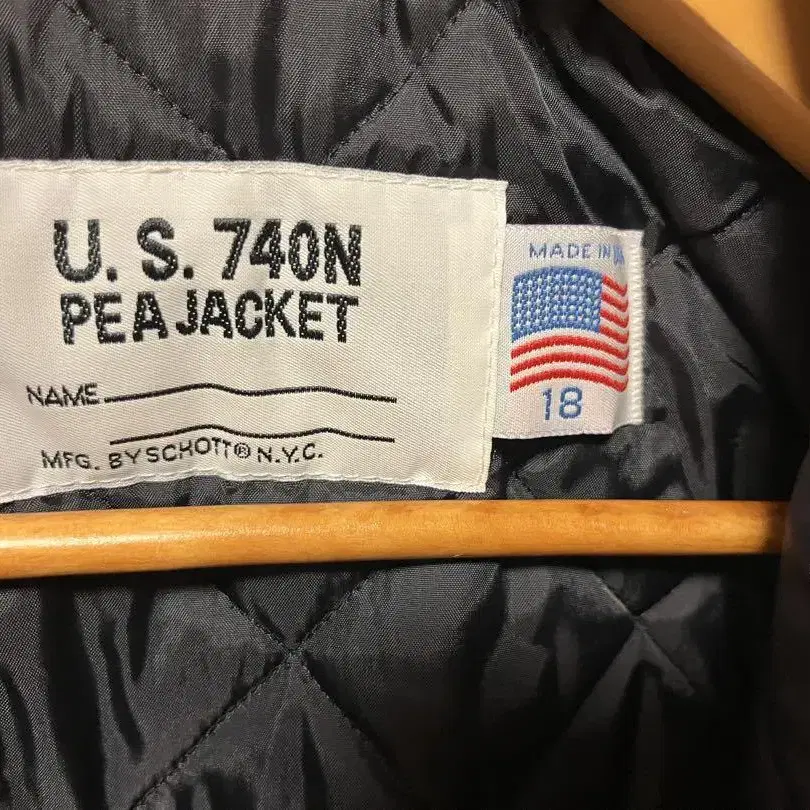 U. S. 740N
PEA JACKET
NAME
MFG. BY SCHOTT® N.Y.C.
MADE IN
18